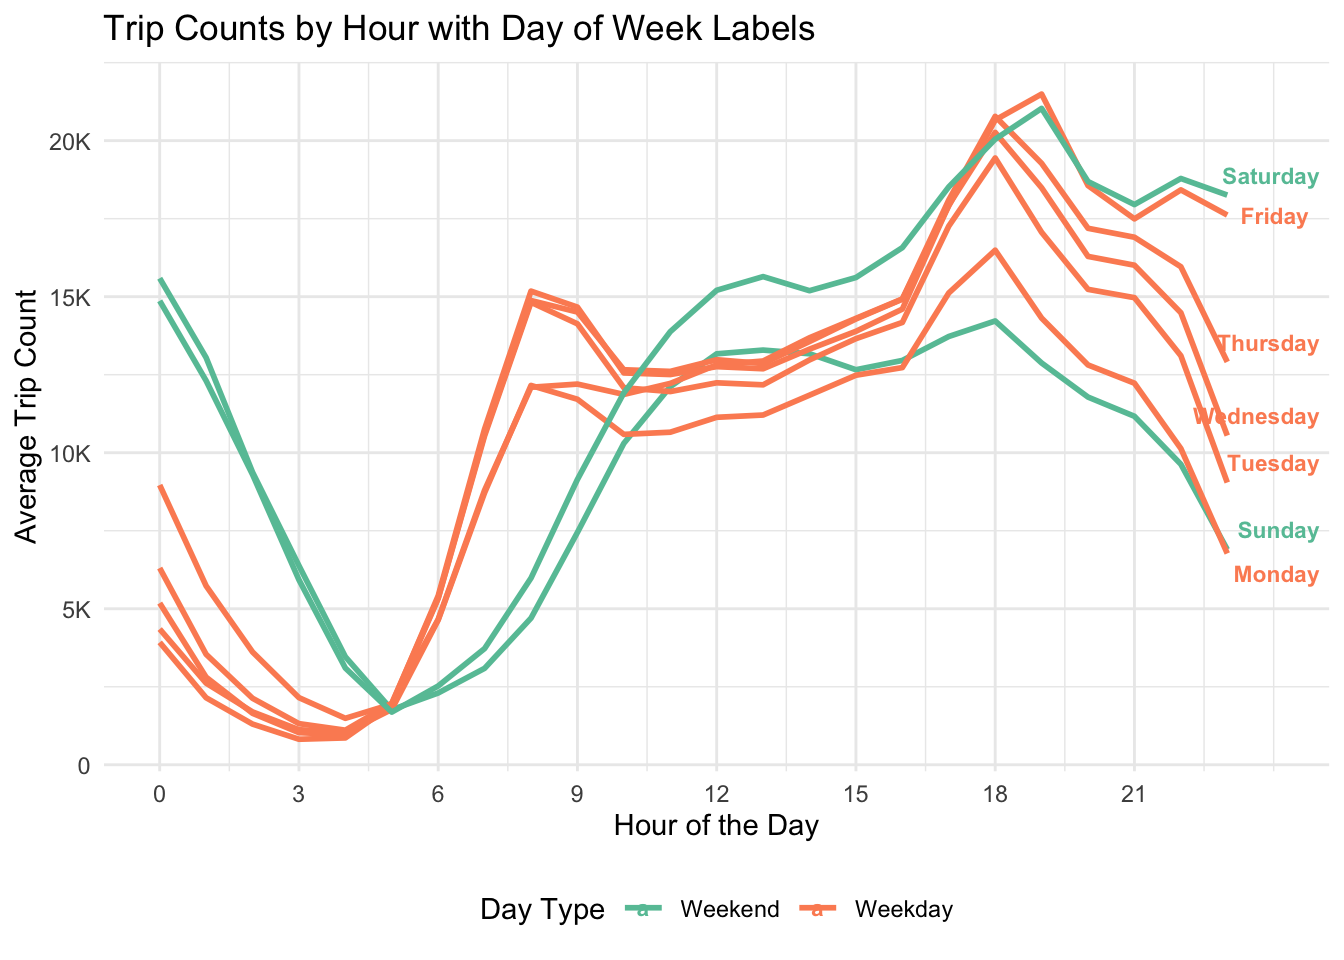 Trip Counts by Hour with Day of Week Labels
Average Trip Count
20K
15K
10K
5K
0
Saturday
Friday
Thursday
Wednesday
Tuesday
Sunday
Monday
0 3 6 9 12 15 18 21
Hour of the Day
Day Type a Weekend a Weekday